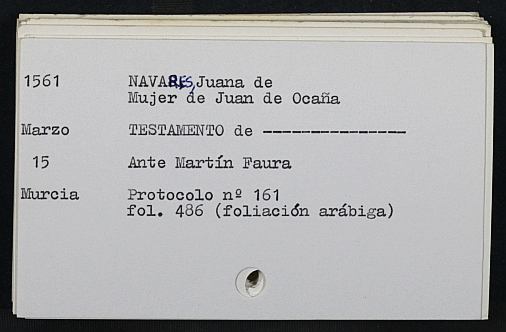 1561 NAVARES, Juana de
Mujer de Juan de Ocaña
Marzo TESTAMENTO de ---------------
15 Ante Martín Faura
Murcia Protocolo nº 161
fol. 486 (foliación arábiga)